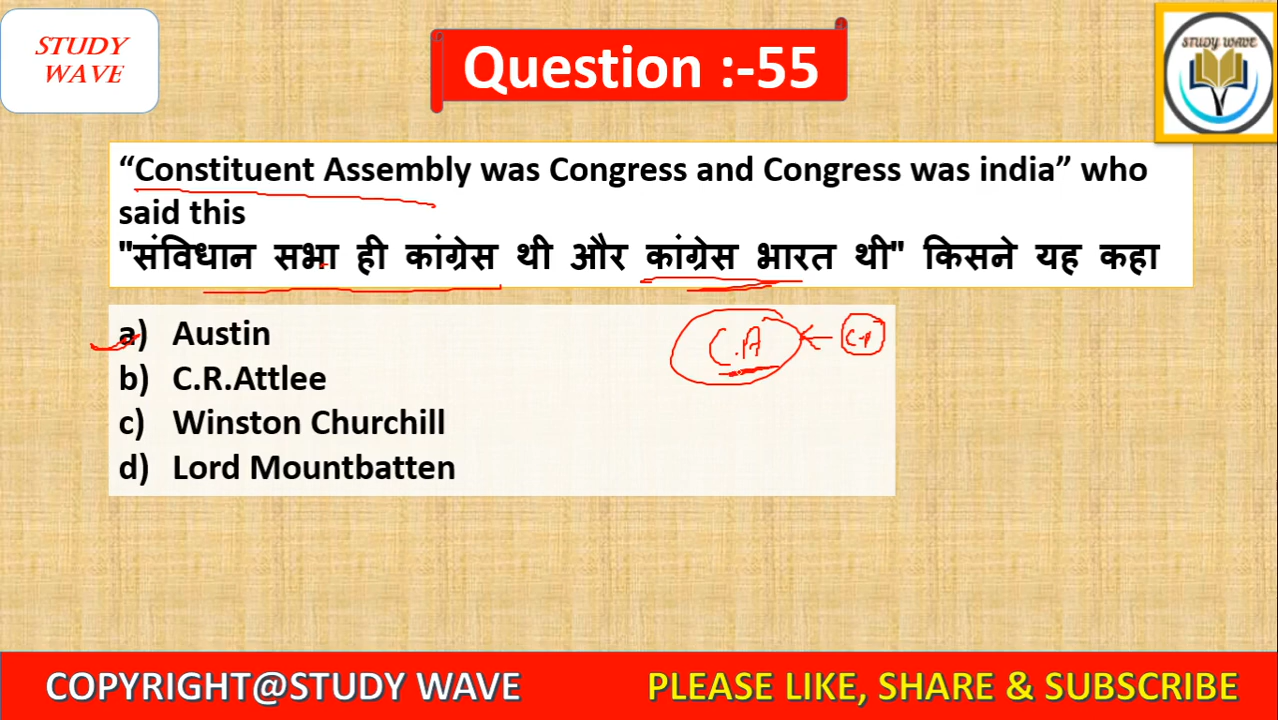 STUDY
WAVE
Question :-55
STUDY WAVE
“Constituent Assembly was Congress and Congress was india” who
said this
"संविधान सभा ही कांग्रेस थी और कांग्रेस भारत थी" किसने यह कहा
a) Austin
C.A
b) C.R.Attlee
c) Winston Churchill
d) Lord Mountbatten
COPYRIGHT@STUDY WAVE
PLEASE LIKE, SHARE & SUBSCRIBE